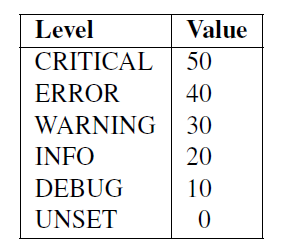 Level Value
CRITICAL 50
ERROR 40
WARNING 30
INFO 20
DEBUG 10
UNSET 0